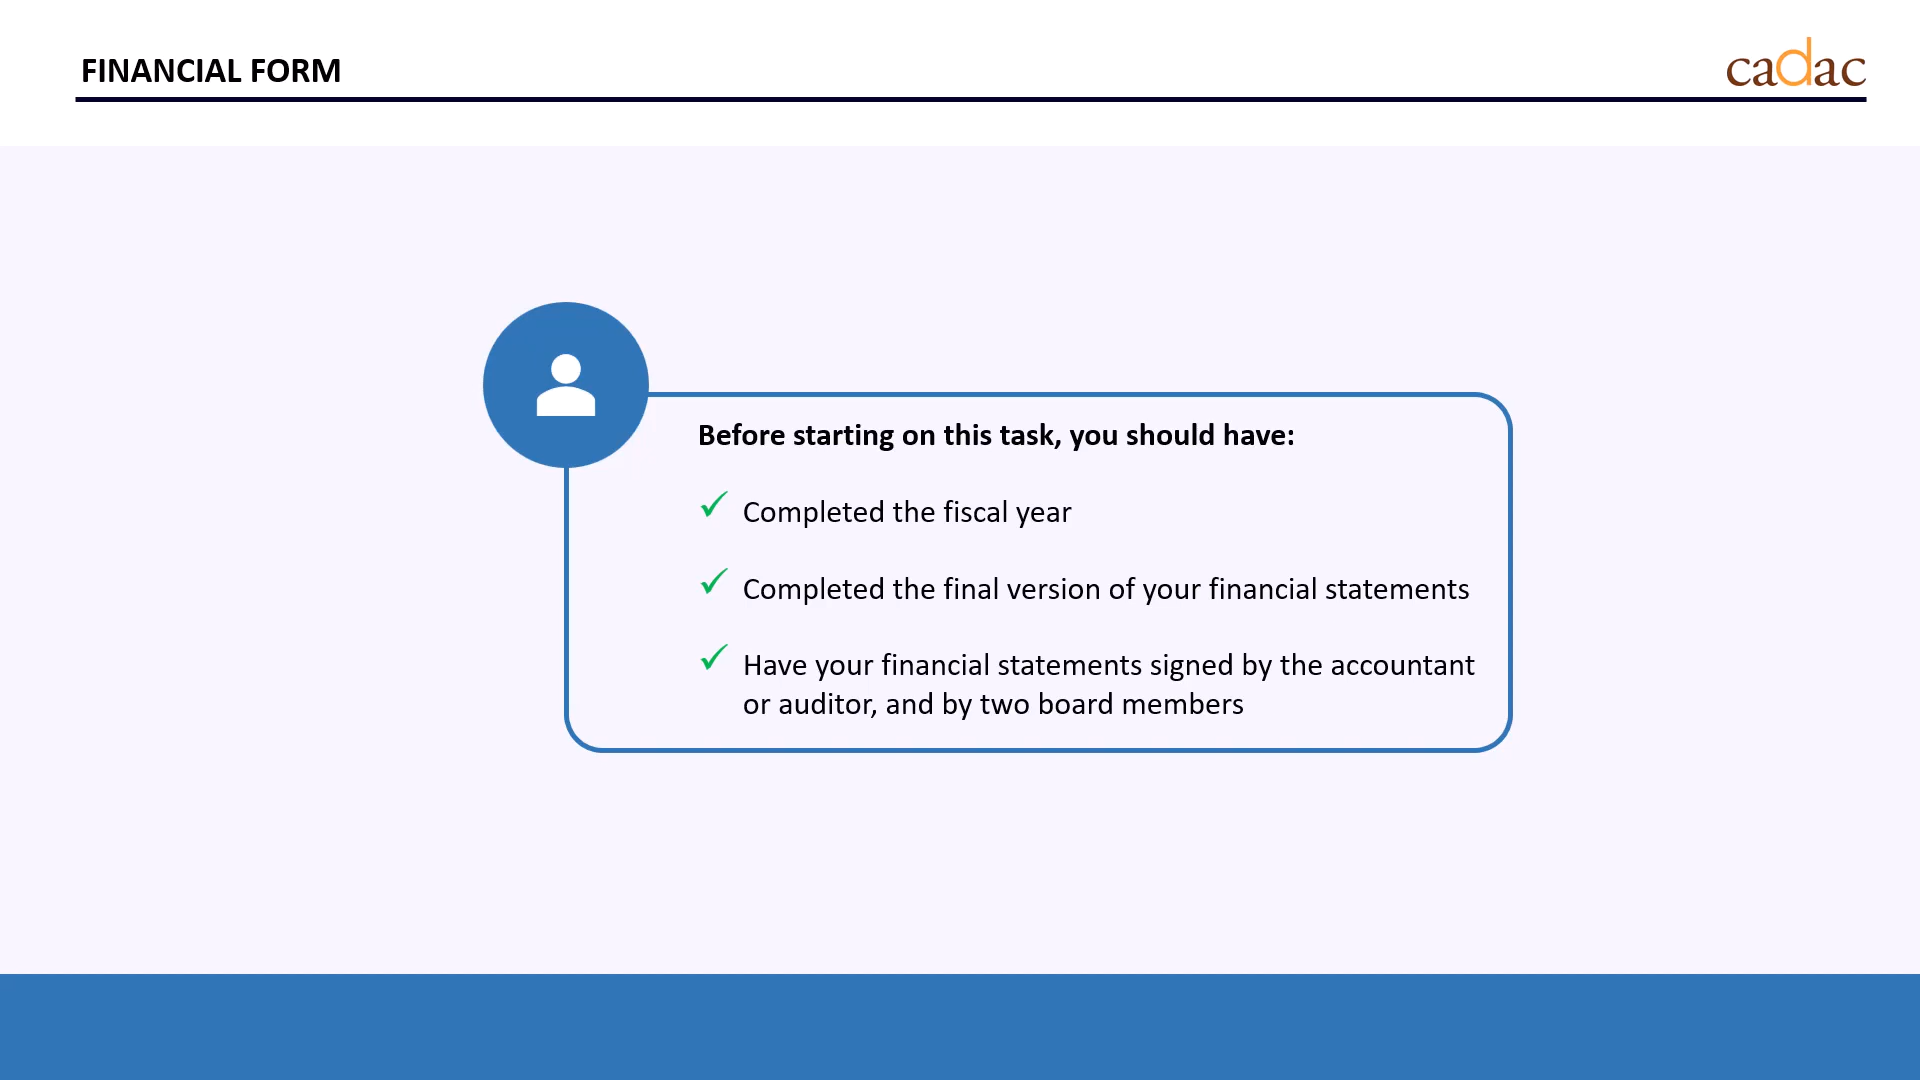 FINANCIAL FORM
cadac
Before starting on this task, you should have:
Completed the fiscal year
Completed the final version of your financial statements
Have your financial statements signed by the accountant
or auditor, and by two board members